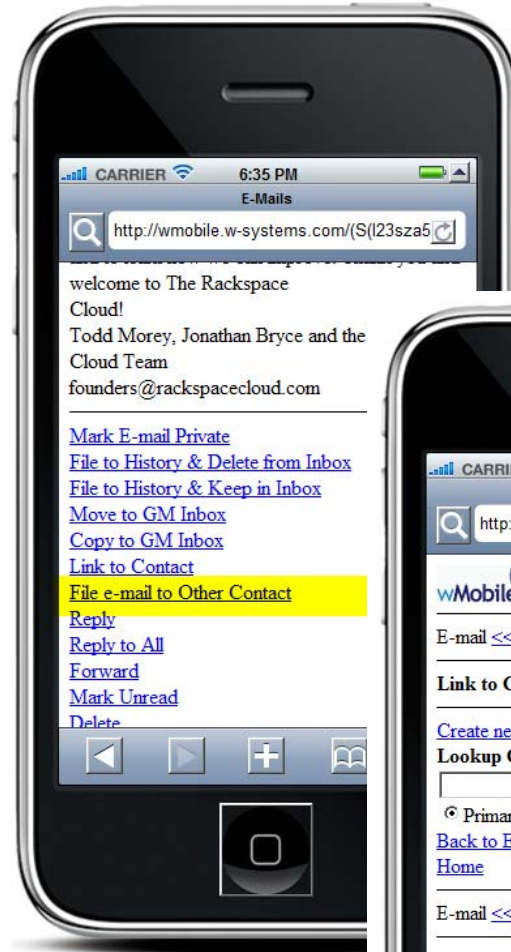 CARRIER 6:35 PM
E-Mails
http://wmobile.w-systems.com/(S(l23sza5
welcome to The Rackspace
Cloud!
Todd Morey, Jonathan Bryce and the
Cloud Team
founders@rackspacecloud.com
Mark E-mail Private
File to History & Delete from Inbox
File to History & Keep in Inbox
Move to GM Inbox
Copy to GM Inbox
Link to Contact
File e-mail to Other Contact
Reply
Reply to All
Forward
Mark Unread
Delete
CARRI
http:
wMobile
E-mail <<
Link to C
Create ne
Lookup C
Primar
Back to E
Home
E-mail <<